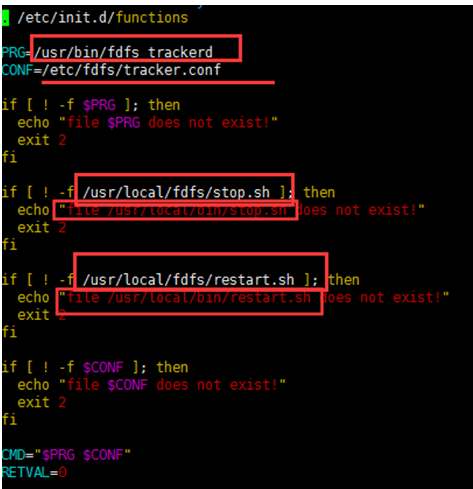 . /etc/init.d/functions
PRG=/usr/bin/fdfs_trackerd
CONF=/etc/fdfs/tracker.conf
if [ ! -f $PRG ]; then
  echo "file $PRG does not exist!"
  exit 2
fi
if [ ! -f /usr/local/fdfs/stop.sh ]; then
  echo "file /usr/local/bin/stop.sh does not exist!"
  exit 2
fi
if [ ! -f /usr/local/fdfs/restart.sh ]; then
  echo "file /usr/local/bin/restart.sh does not exist!"
  exit 2
fi
if [ ! -f $CONF ]; then
  echo "file $CONF does not exist!"
  exit 2
fi
CMD="$PRG $CONF"
RETVAL=0